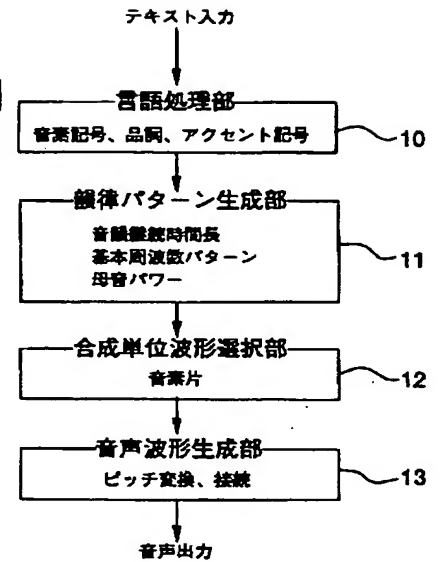 テキスト入力
言語処理部
音素記号、品詞、アクセント記号
10
韻律パターン生成部
音韻継続時間長
基本周波数パターン
母音パワー
11
合成単位波形選択部
音素片
12
音声波形生成部
ピッチ変換、接続
13
音声出力